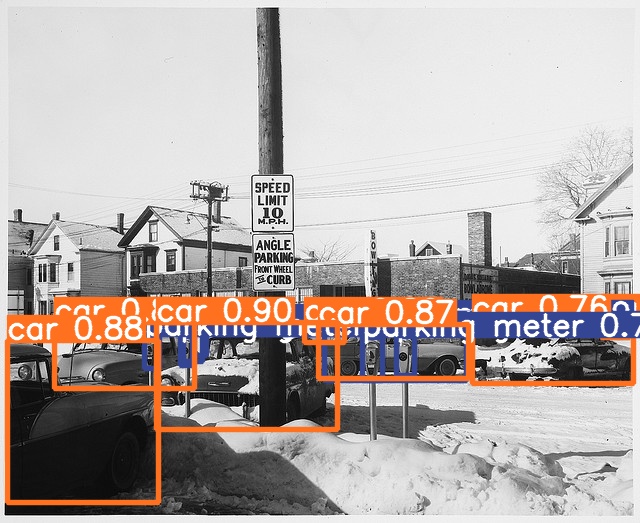 SPEED
LIMIT
10
M.P.H.
ANGLE
PARKING
FRONT WHEEL
TO CURB
BOW
car 0.90
car 0.87
car 0.76
car 0.88
parking meter
parking meter 0.7